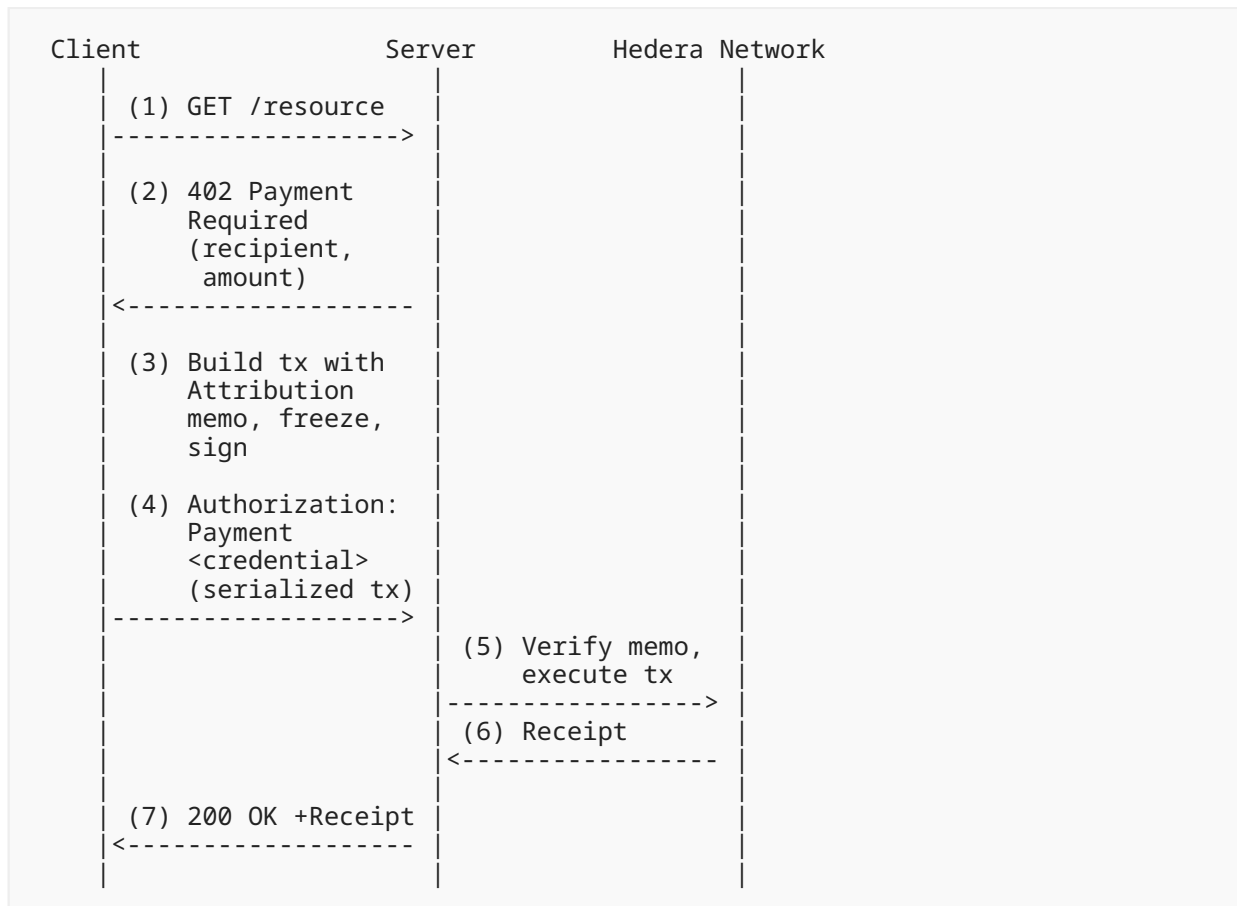 Client Server Hedera Network
(1) GET /resource
------------------->
(2) 402 Payment
Required
(recipient,
amount)
<-------------------
(3) Build tx with
Attribution
memo, freeze,
sign
(4) Authorization:
Payment
<credential>
(serialized tx)
------------------->
(5) Verify memo,
execute tx
----------------->
(6) Receipt
<-----------------
(7) 200 OK +Receipt
<-------------------